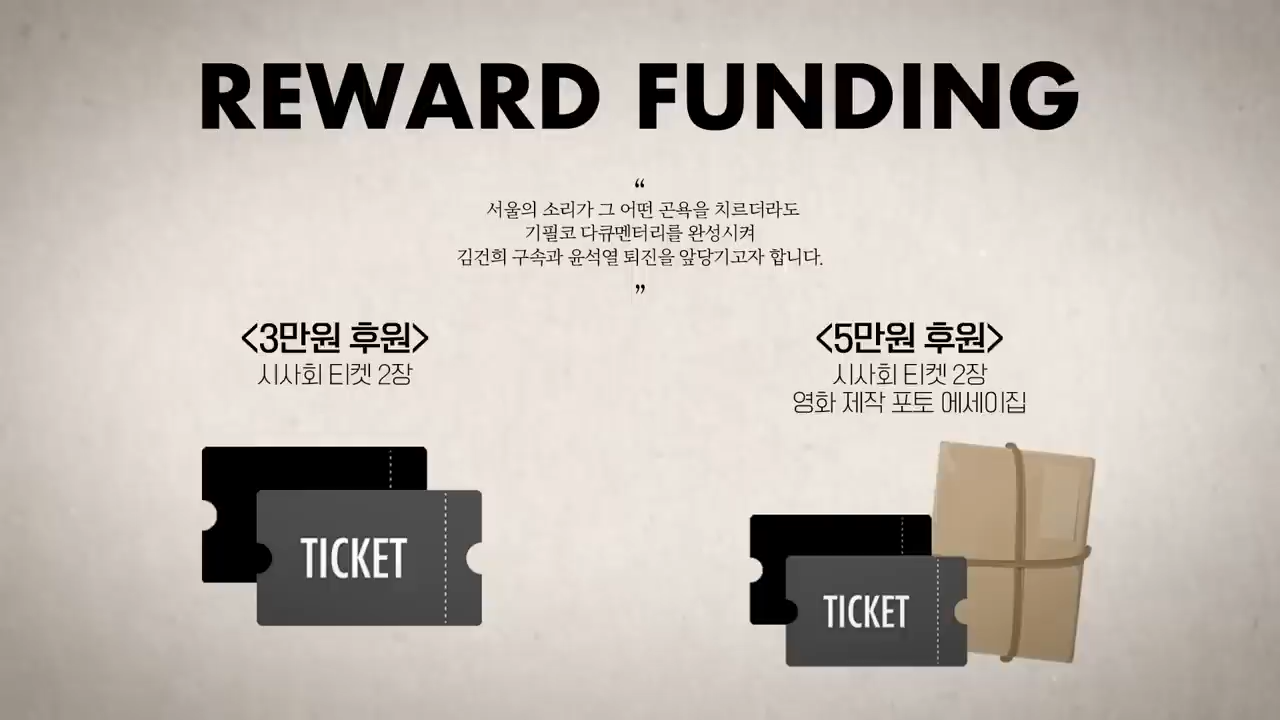 REWARD FUNDING
“
서울의 소리가 그 어떤 곤욕을 치르더라도
기필코 다큐멘터리를 완성시켜
김건희 구속과 윤석열 퇴진을 앞당기고자 합니다.
”
<3만원 후원>
시사회 티켓 2장
<5만원 후원>
시사회 티켓 2장
영화 제작 포토 에세이집
TICKET
TICKET